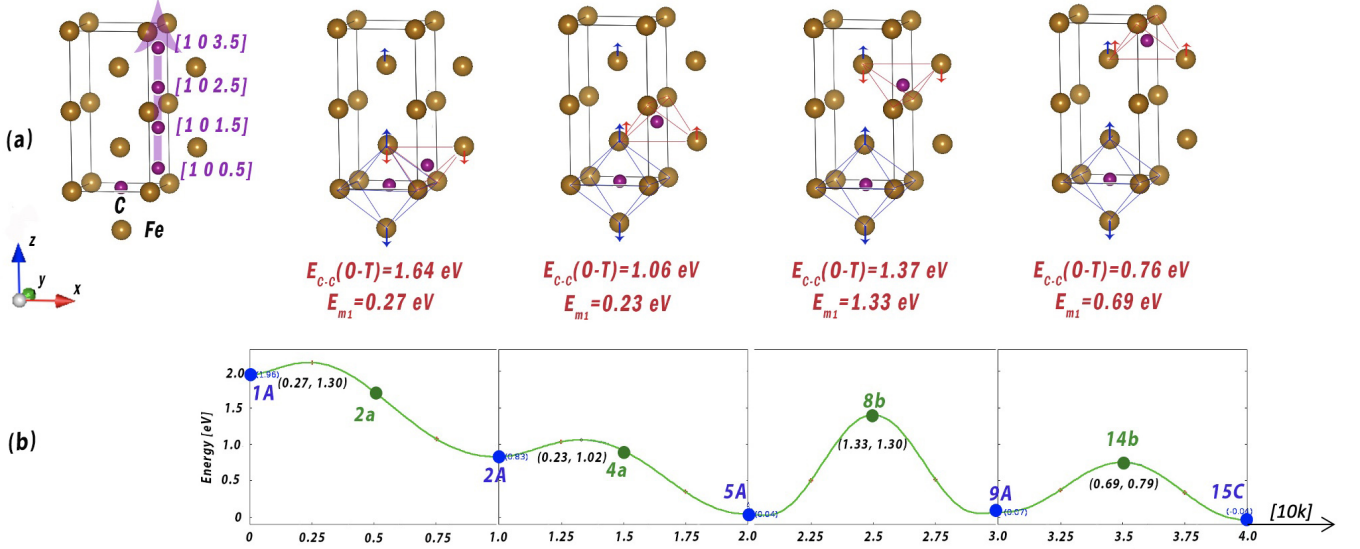 [1 0 3.5]
[1 0 2.5]
[1 0 1.5]
[1 0 0.5]
(a)
C
Fe
z
y
x
E_C-C(O-T)=1.64 eV
E_m1=0.27 eV
E_C-C(O-T)=1.06 eV
E_m1=0.23 eV
E_C-C(O-T)=1.37 eV
E_m1=1.33 eV
E_C-C(O-T)=0.76 eV
E_m1=0.69 eV
(b)
Energy [eV]
2.0
1.5
1.0
0.5
0
(1.96)
1A
(0.27, 1.30)
2a
(0.83)
2A
(0.23, 1.02)
4a
5A
(0.04)
8b
(1.33, 1.30)
9A
(0.07)
14b
(0.69, 0.79)
15C
[10k]
0 0.25 0.5 0.75 1.0 1.25 1.5 1.75 2.0 2.25 2.5 2.75 3.0 3.25 3.5 3.75 4.0